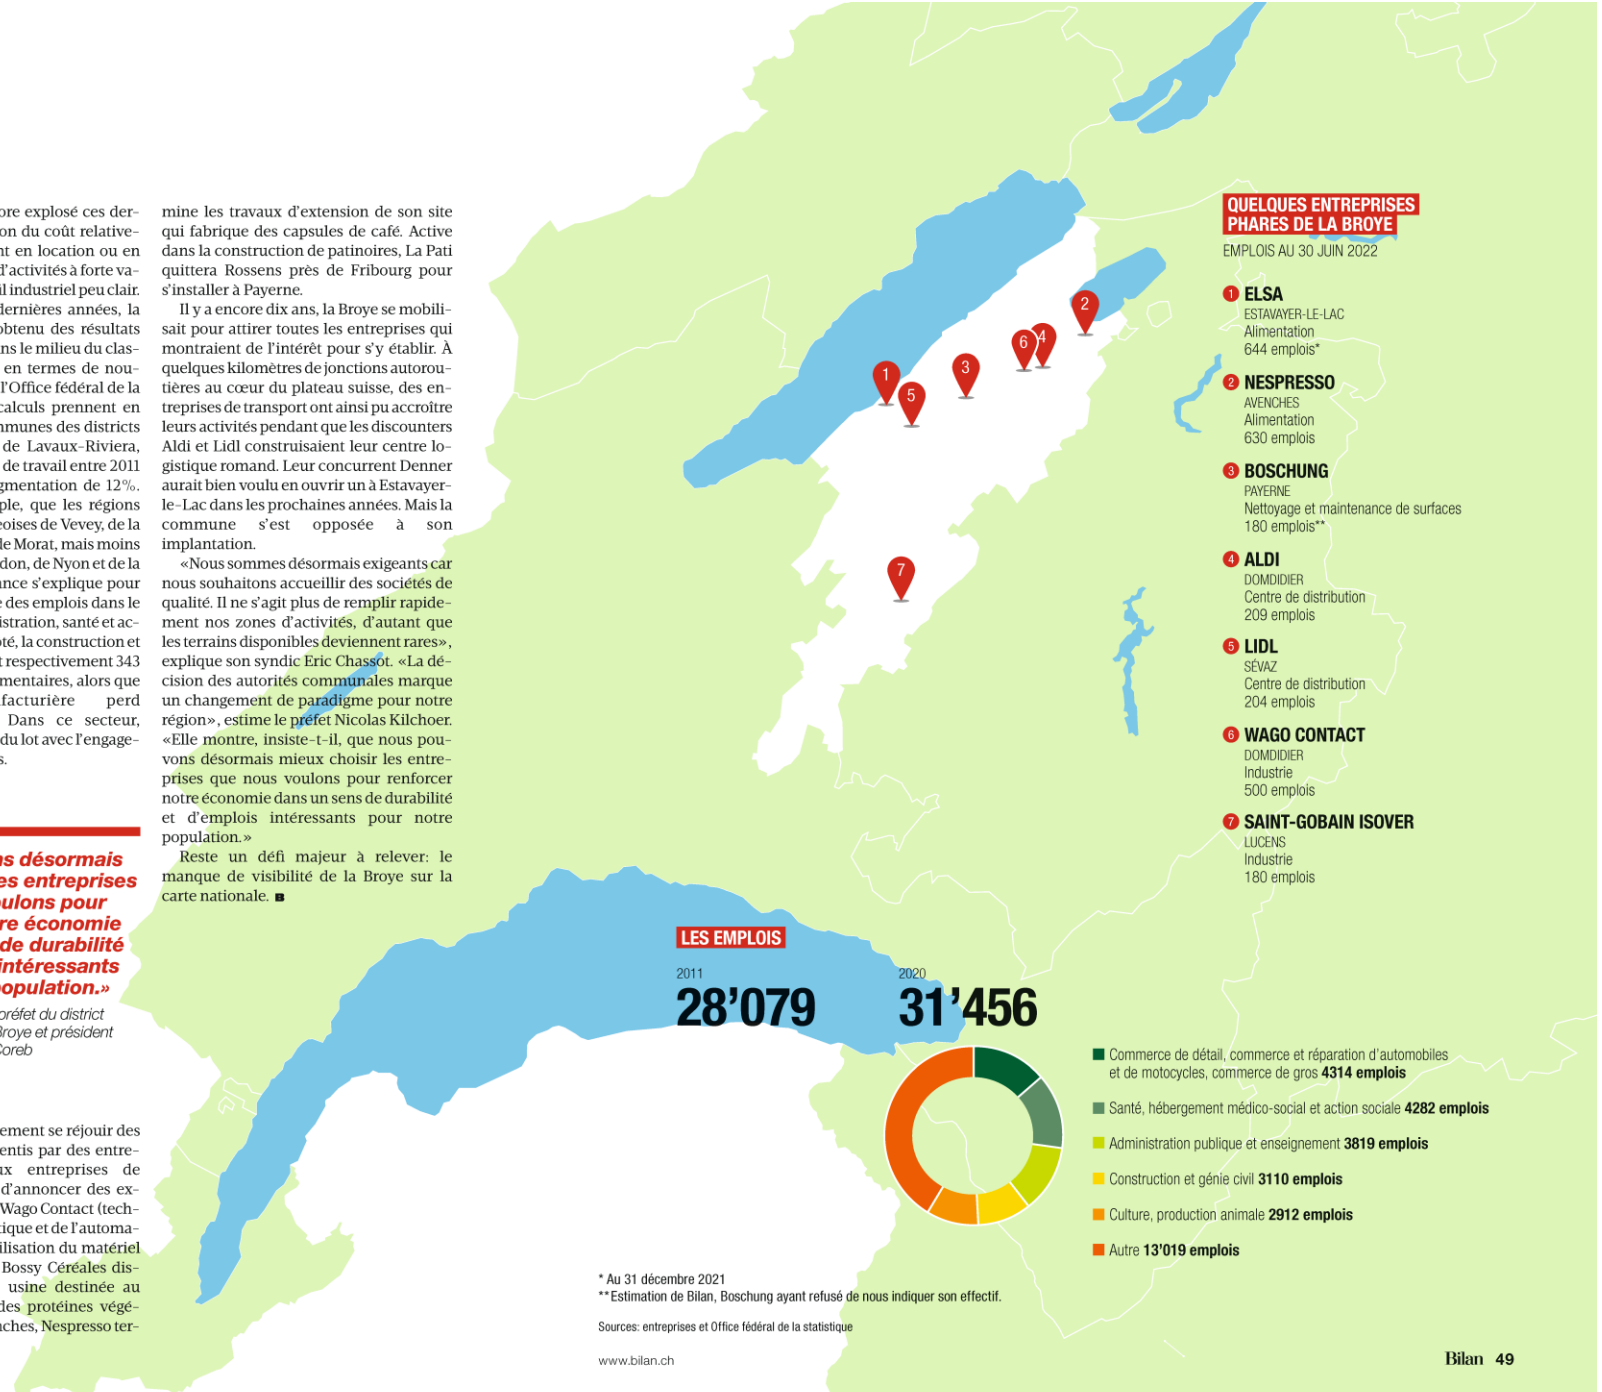 ore explosé ces der-
on du coût relative-
nt en location ou en
d'activités à forte va-
il industriel peu clair.
dernières années, la
obtenu des résultats
ns le milieu du clas-
en termes de nou-
l'Office fédéral de la
calculs prennent en
nmunes des districts
de Lavaux-Riviera,
de travail entre 2011
gmentation de 12%.
ple, que les régions
eoises de Vevey, de la
de Morat, mais moins
don, de Nyon et de la
ance s'explique pour
e des emplois dans le
istration, santé et ac-
oté, la construction et
t respectivement 343
mentaires, alors que
facturière perd
Dans ce secteur,
du lot avec l'engage-
s.
ns désormais
es entreprises
oulons pour
re économie
de durabilité
intéressants
opulation.»
préfet du district
Broye et président
Coreb
ement se réjouir des
entis par des entre-
ux entreprises de
d'annoncer des ex-
Wago Contact (tech-
tique et de l'automa-
ilisation du matériel
Bossy Céréales dis-
usine destinée au
des protéines végé-
nches, Nespresso ter-
mine les travaux d'extension de son site
qui fabrique des capsules de café. Active
dans la construction de patinoires, La Pati
quittera Rossens près de Fribourg pour
s'installer à Payerne.
Il y a encore dix ans, la Broye se mobili-
sait pour attirer toutes les entreprises qui
montraient de l'intérêt pour s'y établir. À
quelques kilomètres de jonctions autorou-
tières au cœur du plateau suisse, des en-
treprises de transport ont ainsi pu accroître
leurs activités pendant que les discounters
Aldi et Lidl construisaient leur centre lo-
gistique romand. Leur concurrent Denner
aurait bien voulu en ouvrir un à Estavayer-
le-Lac dans les prochaines années. Mais la
commune s'est opposée à son
implantation.
«Nous sommes désormais exigeants car
nous souhaitons accueillir des sociétés de
qualité. Il ne s'agit plus de remplir rapide-
ment nos zones d'activités, d'autant que
les terrains disponibles deviennent rares»,
explique son syndic Eric Chassot. «La dé-
cision des autorités communales marque
un changement de paradigme pour notre
région», estime le préfet Nicolas Kilchoer.
«Elle montre, insiste-t-il, que nous pou-
vons désormais mieux choisir les entre-
prises que nous voulons pour renforcer
notre économie dans un sens de durabilité
et d'emplois intéressants pour notre
population.»
Reste un défi majeur à relever: le
manque de visibilité de la Broye sur la
carte nationale. B
1
2
3
4
5
6
7
QUELQUES ENTREPRISES
PHARES DE LA BROYE
EMPLOIS AU 30 JUIN 2022
1 ELSA
ESTAVAYER-LE-LAC
Alimentation
644 emplois*
2 NESPRESSO
AVENCHES
Alimentation
630 emplois
3 BOSCHUNG
PAYERNE
Nettoyage et maintenance de surfaces
180 emplois**
4 ALDI
DOMDIDIER
Centre de distribution
209 emplois
5 LIDL
SÉVAZ
Centre de distribution
204 emplois
6 WAGO CONTACT
DOMDIDIER
Industrie
500 emplois
7 SAINT-GOBAIN ISOVER
LUCENS
Industrie
180 emplois
LES EMPLOIS
2011
28'079
2020
31'456
Commerce de détail, commerce et réparation d'automobiles
et de motocycles, commerce de gros 4314 emplois
Santé, hébergement médico-social et action sociale 4282 emplois
Administration publique et enseignement 3819 emplois
Construction et génie civil 3110 emplois
Culture, production animale 2912 emplois
Autre 13'019 emplois
* Au 31 décembre 2021
**Estimation de Bilan, Boschung ayant refusé de nous indiquer son effectif.
Sources: entreprises et Office fédéral de la statistique
www.bilan.ch
Bilan 49